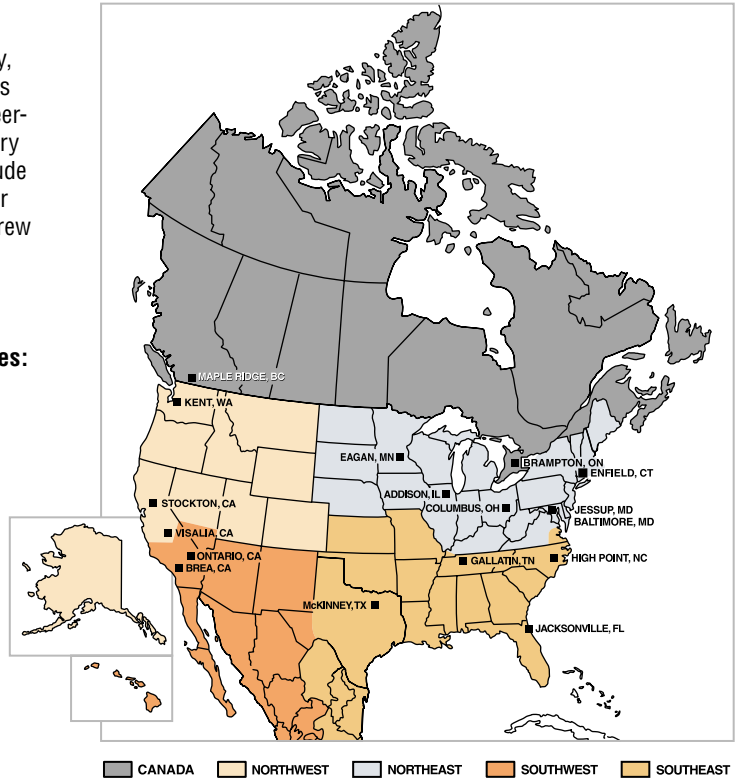 y,
s
eer-
ry
ude
r
rew
es:
MAPLE RIDGE, BC
KENT, WA
EAGAN, MN
BRAMPTON, ON
ENFIELD, CT
ADDISON, IL
COLUMBUS, OH
STOCKTON, CA
JESSUP, MD
BALTIMORE, MD
VISALIA, CA
ONTARIO, CA
BREA, CA
GALLATIN, TN
HIGH POINT, NC
McKINNEY, TX
JACKSONVILLE, FL
CANADA
NORTHWEST
NORTHEAST
SOUTHWEST
SOUTHEAST